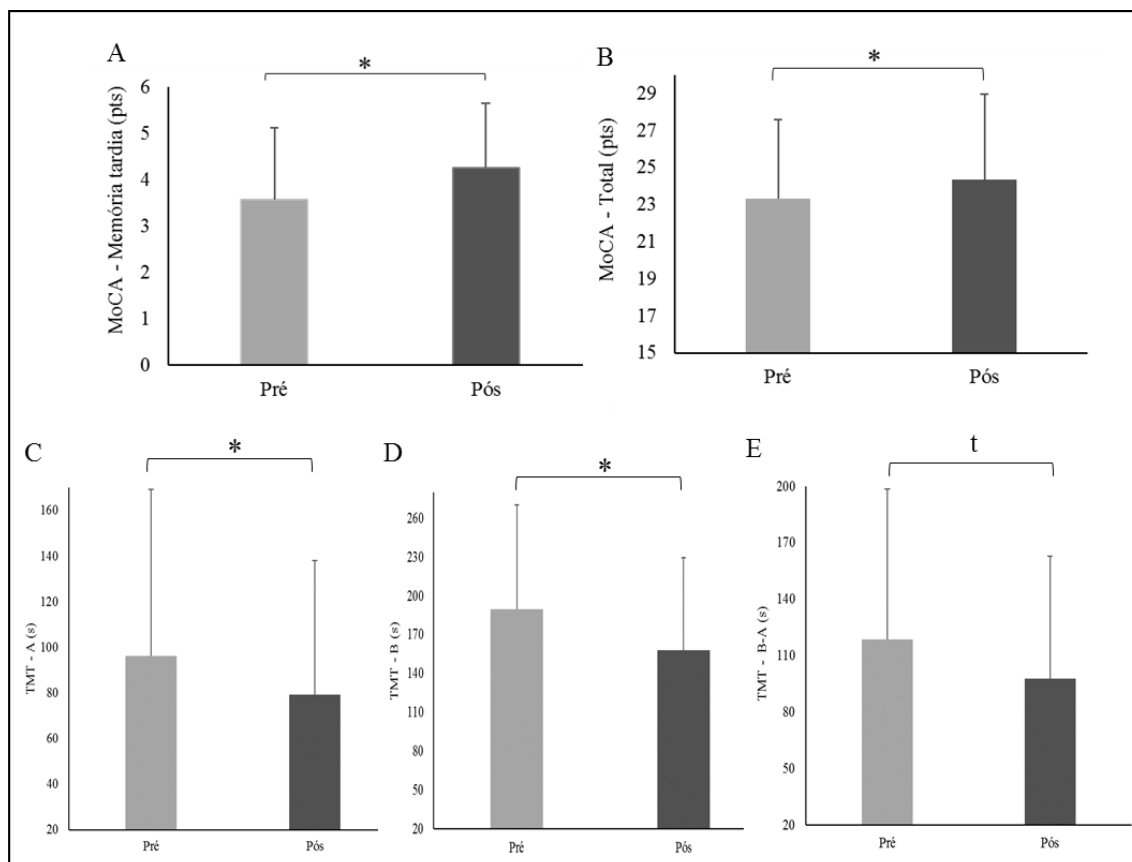 A
*
MoCA - Memória tardia (pts)
6
5
4
3
2
1
0
Pré
Pós
B
*
MoCA - Total (pts)
29
27
25
23
21
19
17
15
Pré
Pós
C
*
TMT - A (s)
160
140
120
100
80
60
40
20
Pré
Pós
D
*
TMT - B (s)
260
230
200
170
140
110
80
50
20
Pré
Pós
E
t
TMT - B-A (s)
200
170
140
110
80
50
20
Pré
Pós